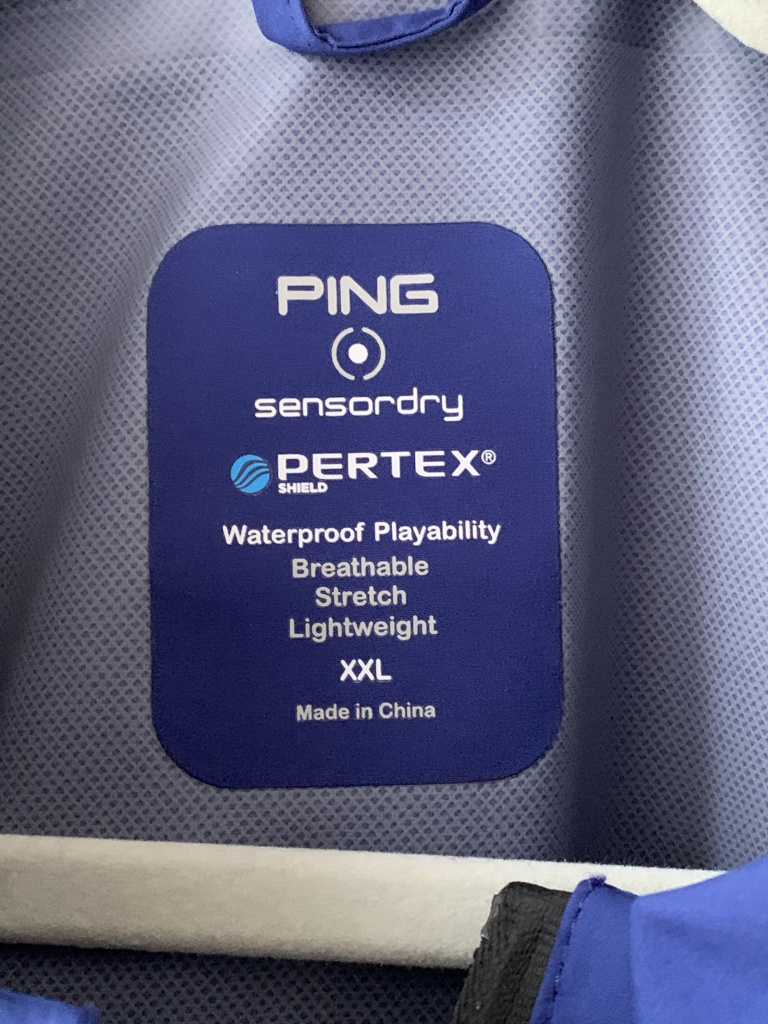 PING
sensordry
PERTEX®
SHIELD
Waterproof Playability
Breathable
Stretch
Lightweight
XXL
Made in China